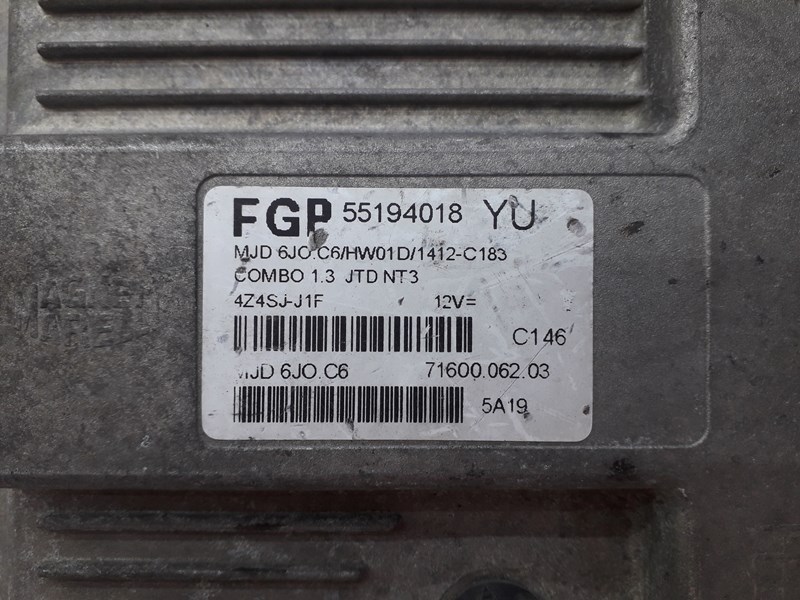 FGP 55194018 YU
MJD 6JO.C6/HW01D/1412-C183
COMBO 1.3 JTD NT3
4Z4SJ-J1F 12V=
C146
MJD 6JO.C6 71600.062.03
5A19